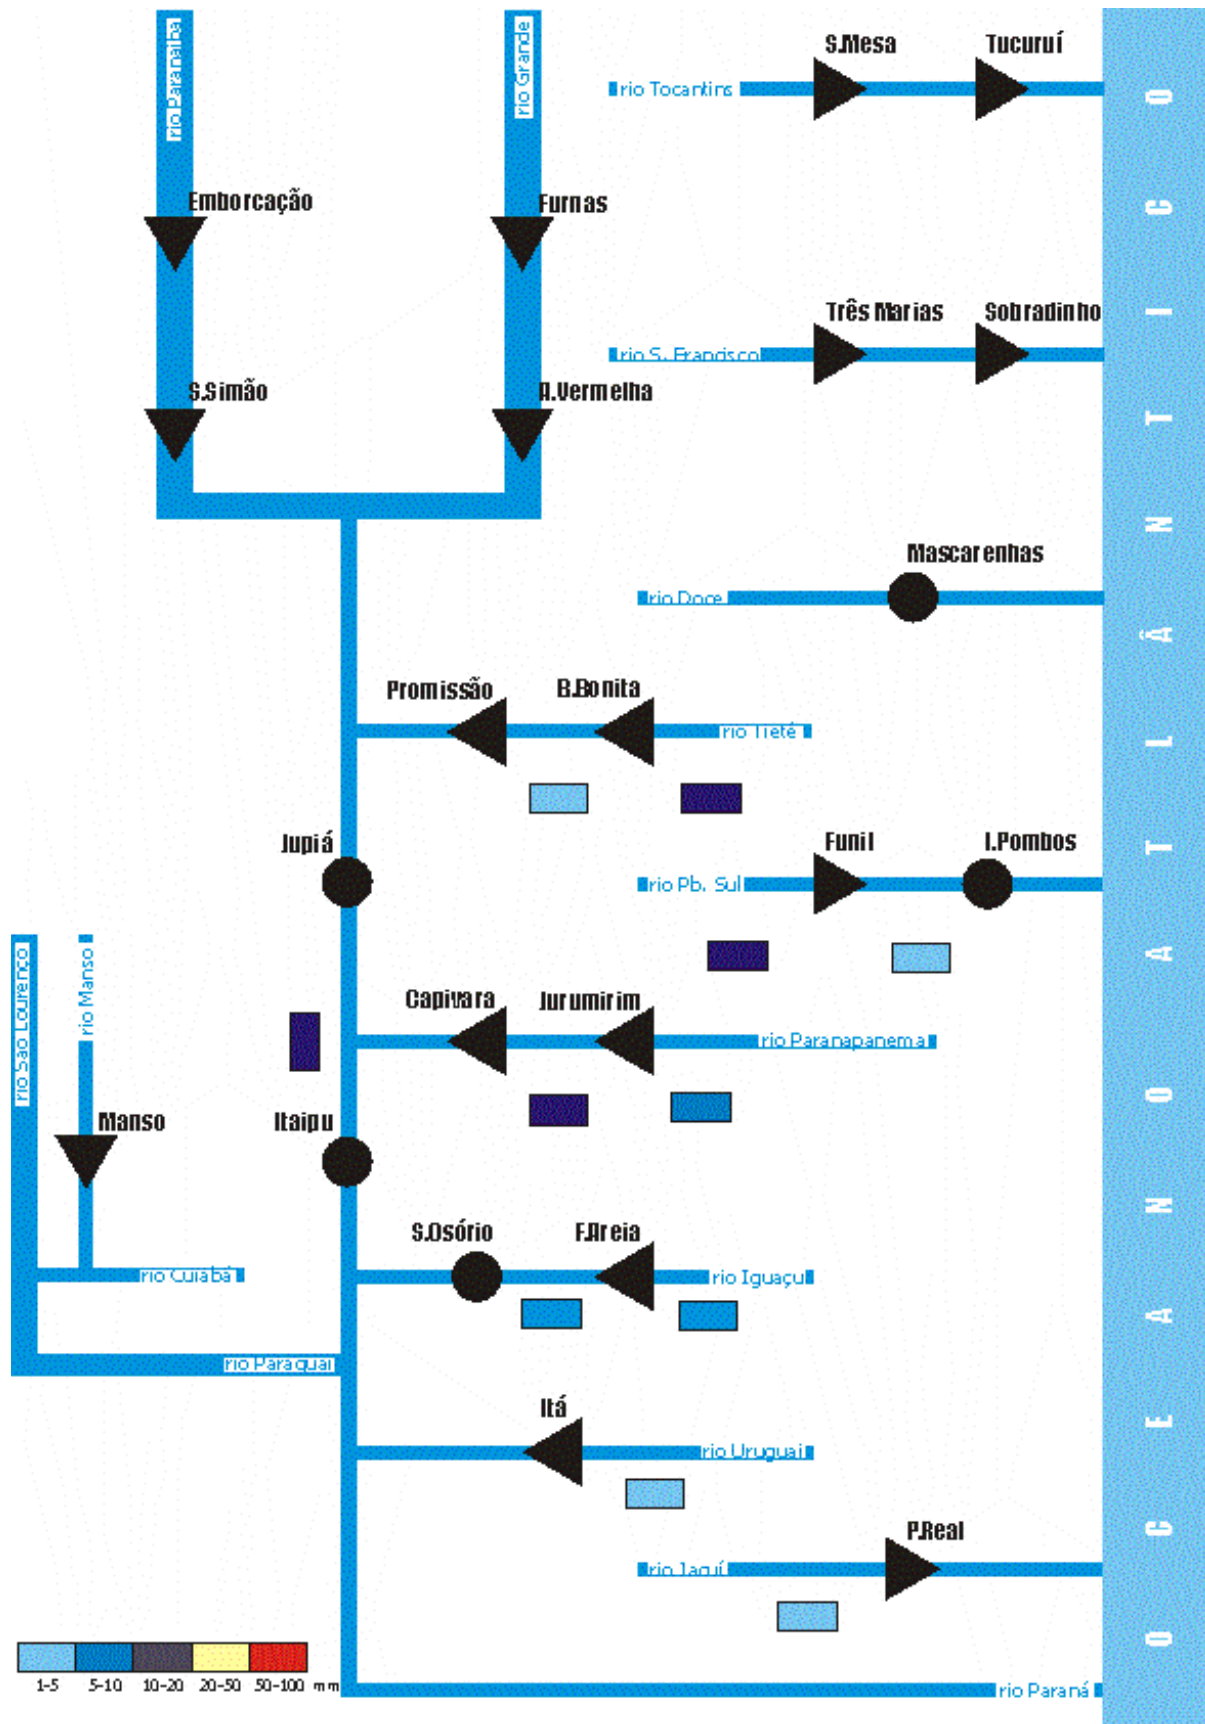 rio Paranaíba
rio Grande
S.Mesa
Tucuruí
rio Tocantins
Emborcação
Furnas
Três Marias
Sobradinho
rio S. Francisco
S.Simão
A.Vermelha
Mascarenhas
rio Doce
Promissão
B.Bonita
rio Tietê
Jupiá
Funil
I.Pombos
rio Pb. Sul
rio São Lourenço
rio Manso
Capivara
Jurumirim
rio Paranapanema
Manso
Itaipu
S.Osório
F.Areia
rio Cuiabá
rio Iguaçu
rio Paraguai
Itá
rio Uruguai
P.Real
rio Jacuí
1-5 5-10 10-20 20-50 50-100 mm
rio Paraná
OCEANO ATLÂNTICO